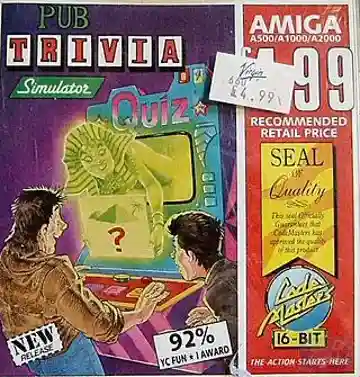 PUB
TRIVIA
Simulator
Quiz
?
NEW
RELEASE
92%
YC FUN ★ 1 AWARD
AMIGA
A500/A1000/A2000
Virgin
£4.99
.99
RECOMMENDED
RETAIL PRICE
SEAL
OF
Quality
This seal Officially
Guarantees that
CodeMasters has
approved the quality
of this product
Code
Masters
16-BIT
THE ACTION STARTS HERE